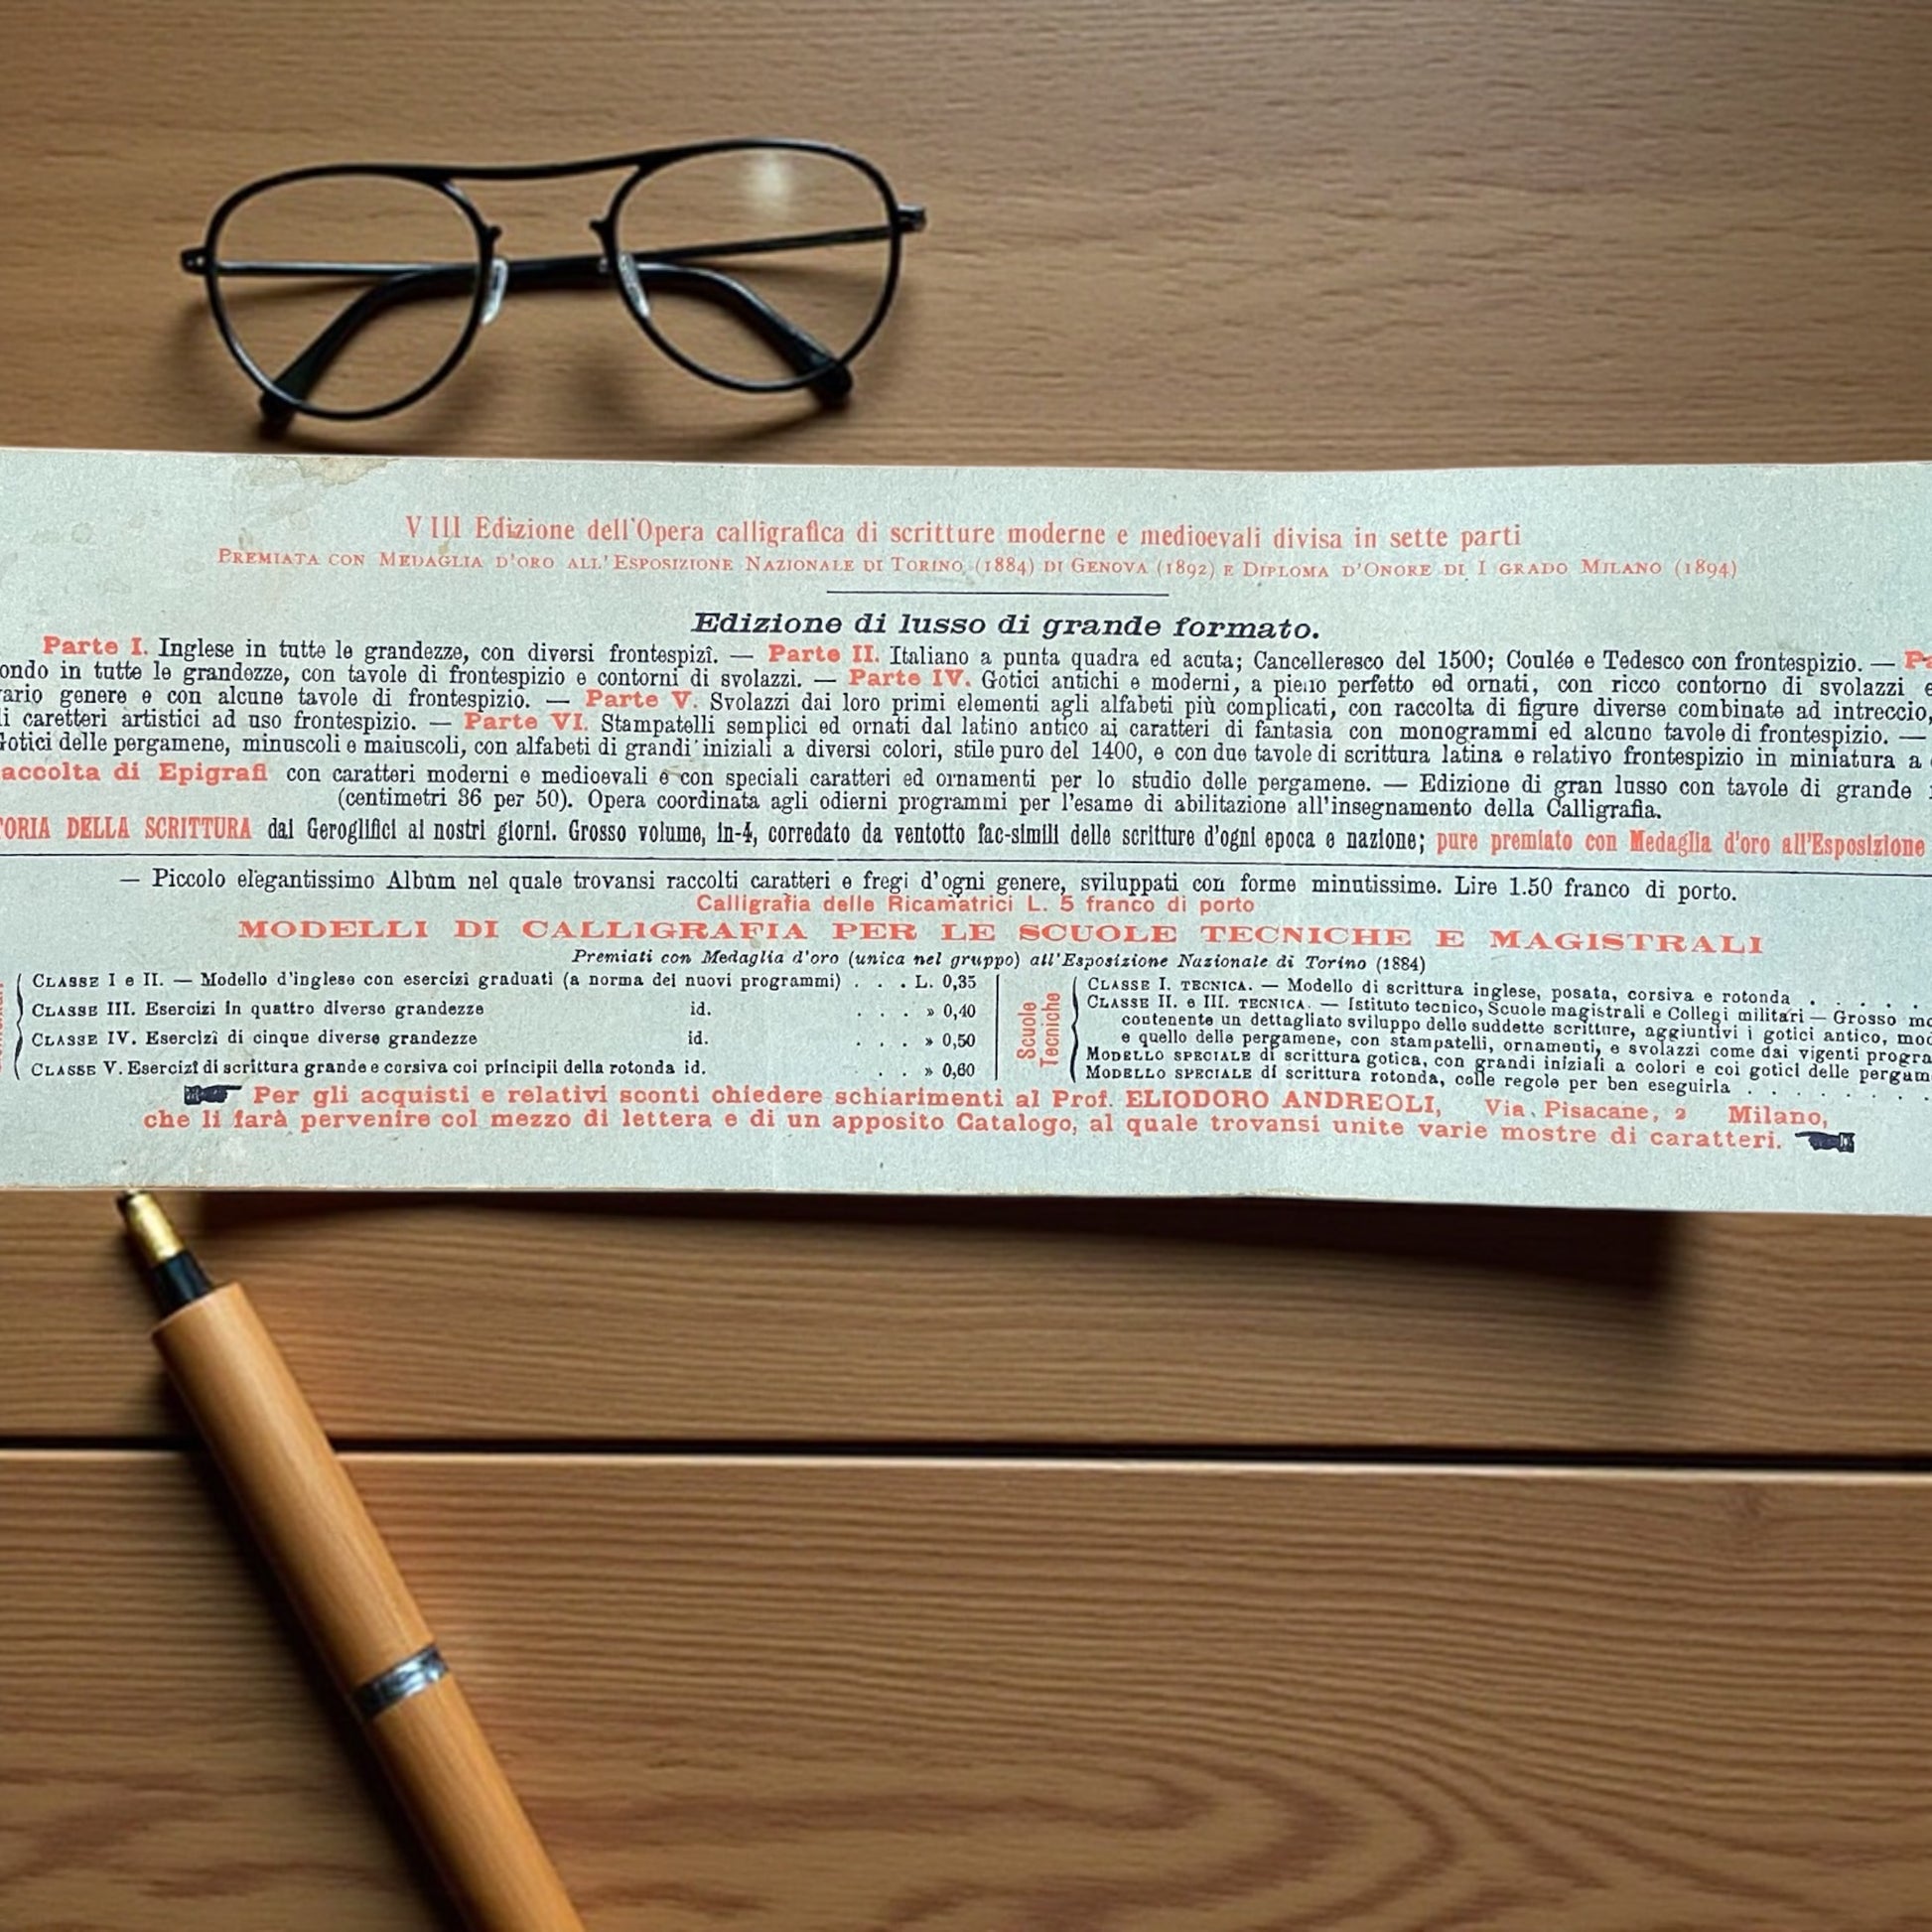 VIII Edizione dell'Opera calligrafica di scritture moderne e medioevali divisa in sette parti
PREMIATA CON MEDAGLIA D'ORO ALL'ESPOSIZIONE NAZIONALE DI TORINO (1884) DI GENOVA (1892) E DIPLOMA D'ONORE DI I GRADO MILANO (1894)
Edizione di lusso di grande formato.
Parte I. Inglese in tutte le grandezze, con diversi frontespizî. — Parte II. Italiano a punta quadra ed acuta; Cancelleresco del 1500; Coulée e Tedesco con frontespizio. —
ondo in tutte le grandezze, con tavole di frontespizio e contorni di svolazzi. — Parte IV. Gotici antichi e moderni, a pieno perfetto ed ornati, con ricco contorno di svolazzi e
ario genere e con alcune tavole di frontespizio. — Parte V. Svolazzi dai loro primi elementi agli alfabeti più complicati, con raccolta di figure diverse combinate ad intreccio,
li caretteri artistici ad uso frontespizio. — Parte VI. Stampatelli semplici ed ornati dal latino antico ai caratteri di fantasia con monogrammi ed alcune tavole di frontespizio. —
Gotici delle pergamene, minuscoli e maiuscoli, con alfabeti di grandi iniziali a diversi colori, stile puro del 1400, e con due tavole di scrittura latina e relativo frontespizio in miniatura a
accolta di Epigrafi con caratteri moderni e medioevali e con speciali caratteri ed ornamenti per lo studio delle pergamene. — Edizione di gran lusso con tavole di grande
(centimetri 36 per 50). Opera coordinata agli odierni programmi per l'esame di abilitazione all'insegnamento della Calligrafia.
TORIA DELLA SCRITTURA dai Geroglifici ai nostri giorni. Grosso volume, in-4, corredato da ventotto fac-simili delle scritture d'ogni epoca e nazione; pure premiato con Medaglia d'oro all'Esposizione
— Piccolo elegantissimo Album nel quale trovansi raccolti caratteri e fregi d'ogni genere, sviluppati con forme minutissime. Lire 1.50 franco di porto.
Calligrafia delle Ricamatrici L. 5 franco di porto
MODELLI DI CALLIGRAFIA PER LE SCUOLE TECNICHE E MAGISTRALI
Premiati con Medaglia d'oro (unica nel gruppo) all'Esposizione Nazionale di Torino (1884)
CLASSE I e II. — Modello d'inglese con esercizi graduati (a norma dei nuovi programmi) . . . L. 0,35
CLASSE III. Esercizi in quattro diverse grandezze id. . . . » 0,40
CLASSE IV. Esercizî di cinque diverse grandezze id. . . . » 0,50
CLASSE V. Esercizî di scrittura grande e corsiva coi principii della rotonda id. . . » 0,60
Scuole
Tecniche
CLASSE I. TECNICA. — Modello di scrittura inglese, posata, corsiva e rotonda . . . . .
CLASSE II. e III. TECNICA. — Istituto tecnico, Scuole magistrali e Collegi militari — Grosso mo
contenente un dettagliato sviluppo delle suddette scritture, aggiuntivi i gotici antico, mod
e quello delle pergamene, con stampatelli, ornamenti, e svolazzi come dai vigenti progra
MODELLO SPECIALE di scrittura gotica, con grandi iniziali a colori e coi gotici delle pergam
MODELLO SPECIALE di scrittura rotonda, colle regole per ben eseguirla . . . . . . .
Per gli acquisti e relativi sconti chiedere schiarimenti al Prof. ELIODORO ANDREOLI, Via Pisacane, 2 Milano,
che li farà pervenire col mezzo di lettera e di un apposito Catalogo, al quale trovansi unite varie mostre di caratteri.